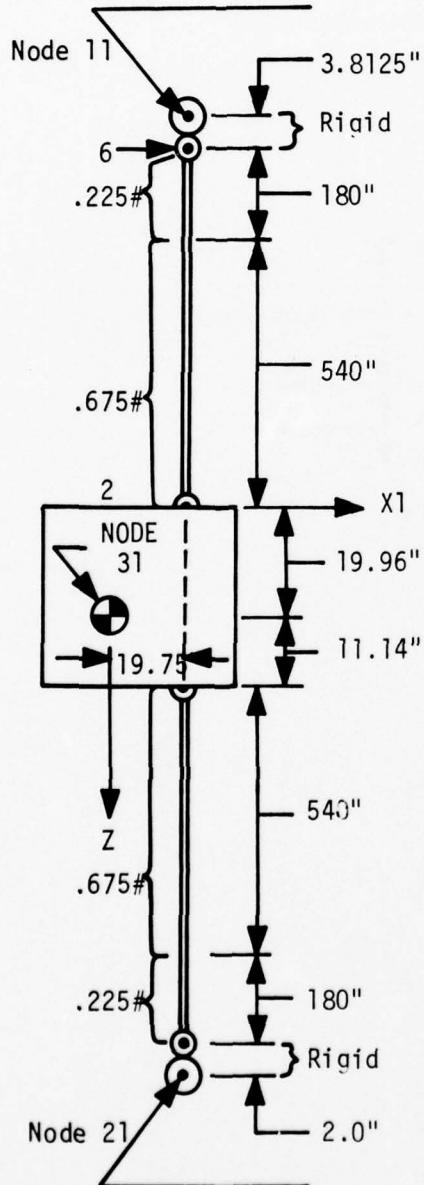 Node 11
3.8125"
Rigid
6
.225#
180"
540"
.675#
2
X1
NODE
31
19.96"
19.75
11.14"
Z
540"
.675#
.225#
180"
Rigid
Node 21
2.0"